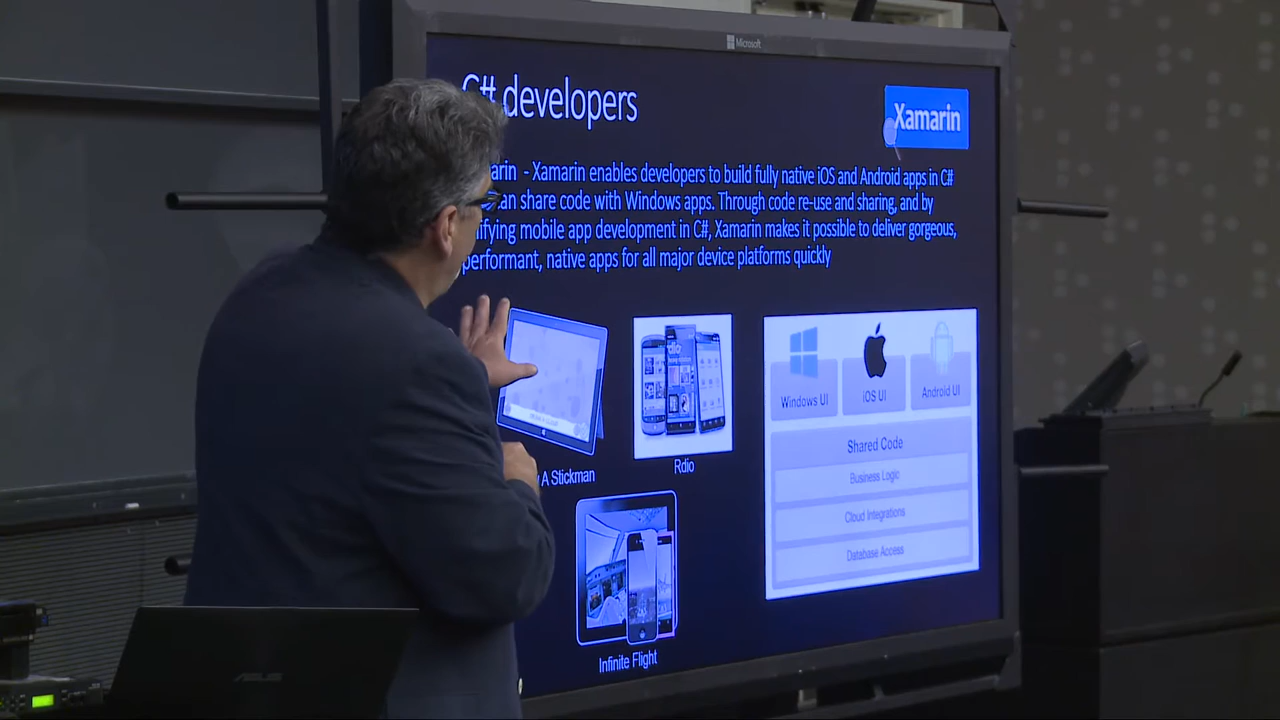 Microsoft
C# developers
Xamarin
arin - Xamarin enables developers to build fully native iOS and Android apps in C#
an share code with Windows apps. Through code re-use and sharing, and by
ifying mobile app development in C#, Xamarin makes it possible to deliver gorgeous,
performant, native apps for all major device platforms quickly
Windows UI
iOS UI
Android UI
Shared Code
Business Logic
Cloud Integrations
Database Access
A Stickman
Rdio
Infinite Flight
ASUS